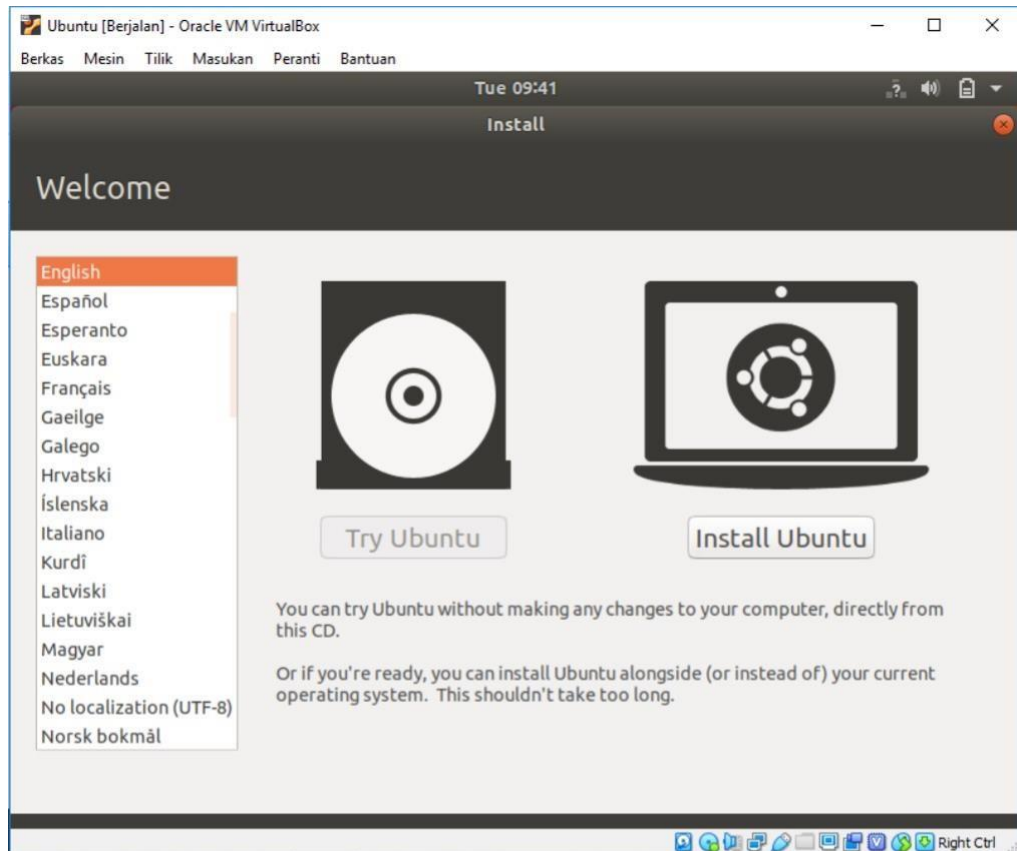 Ubuntu [Berjalan] - Oracle VM VirtualBox
Berkas Mesin Tilik Masukan Peranti Bantuan
Tue 09:41
?
Install
Welcome
English
Español
Esperanto
Euskara
Français
Gaeilge
Galego
Hrvatski
Íslenska
Italiano
Kurdî
Latviski
Lietuviškai
Magyar
Nederlands
No localization (UTF-8)
Norsk bokmål
Try Ubuntu
Install Ubuntu
You can try Ubuntu without making any changes to your computer, directly from
this CD.
Or if you're ready, you can install Ubuntu alongside (or instead of) your current
operating system. This shouldn't take too long.
Right Ctrl